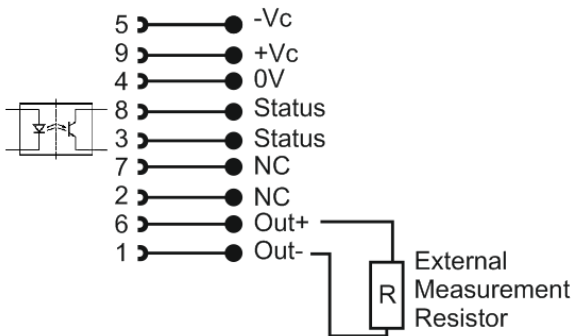 5 -Vc
9 +Vc
4 0V
8 Status
3 Status
7 NC
2 NC
6 Out+
1 Out-
R
External
Measurement
Resistor